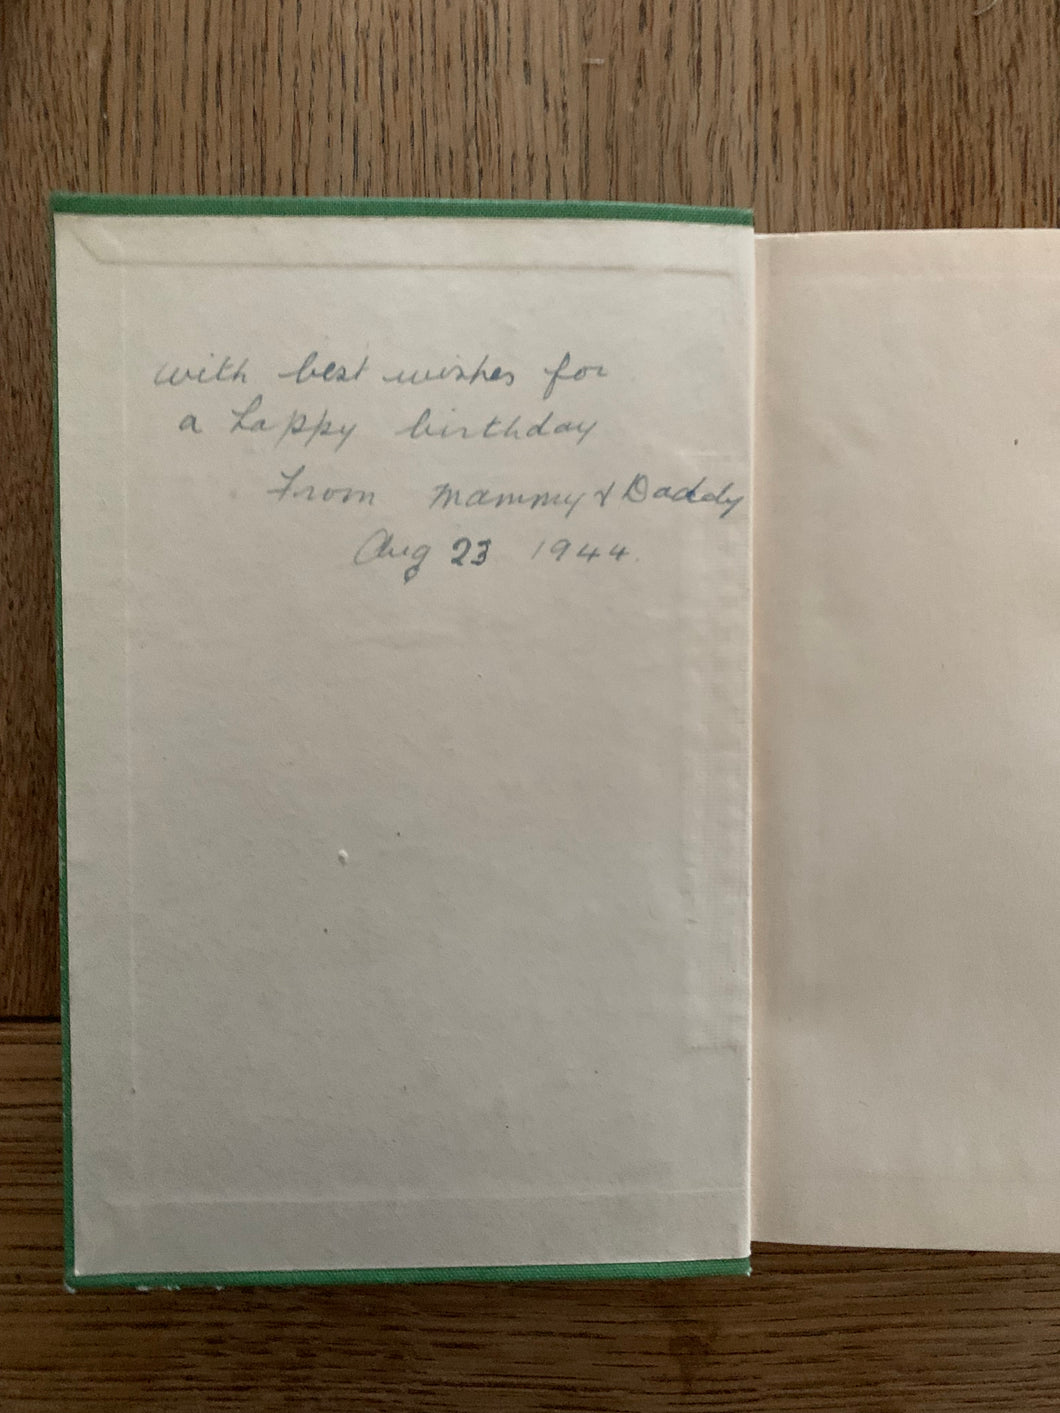 with best wishes for
a happy birthday
From Mammy & Daddy
Aug 23 1944.